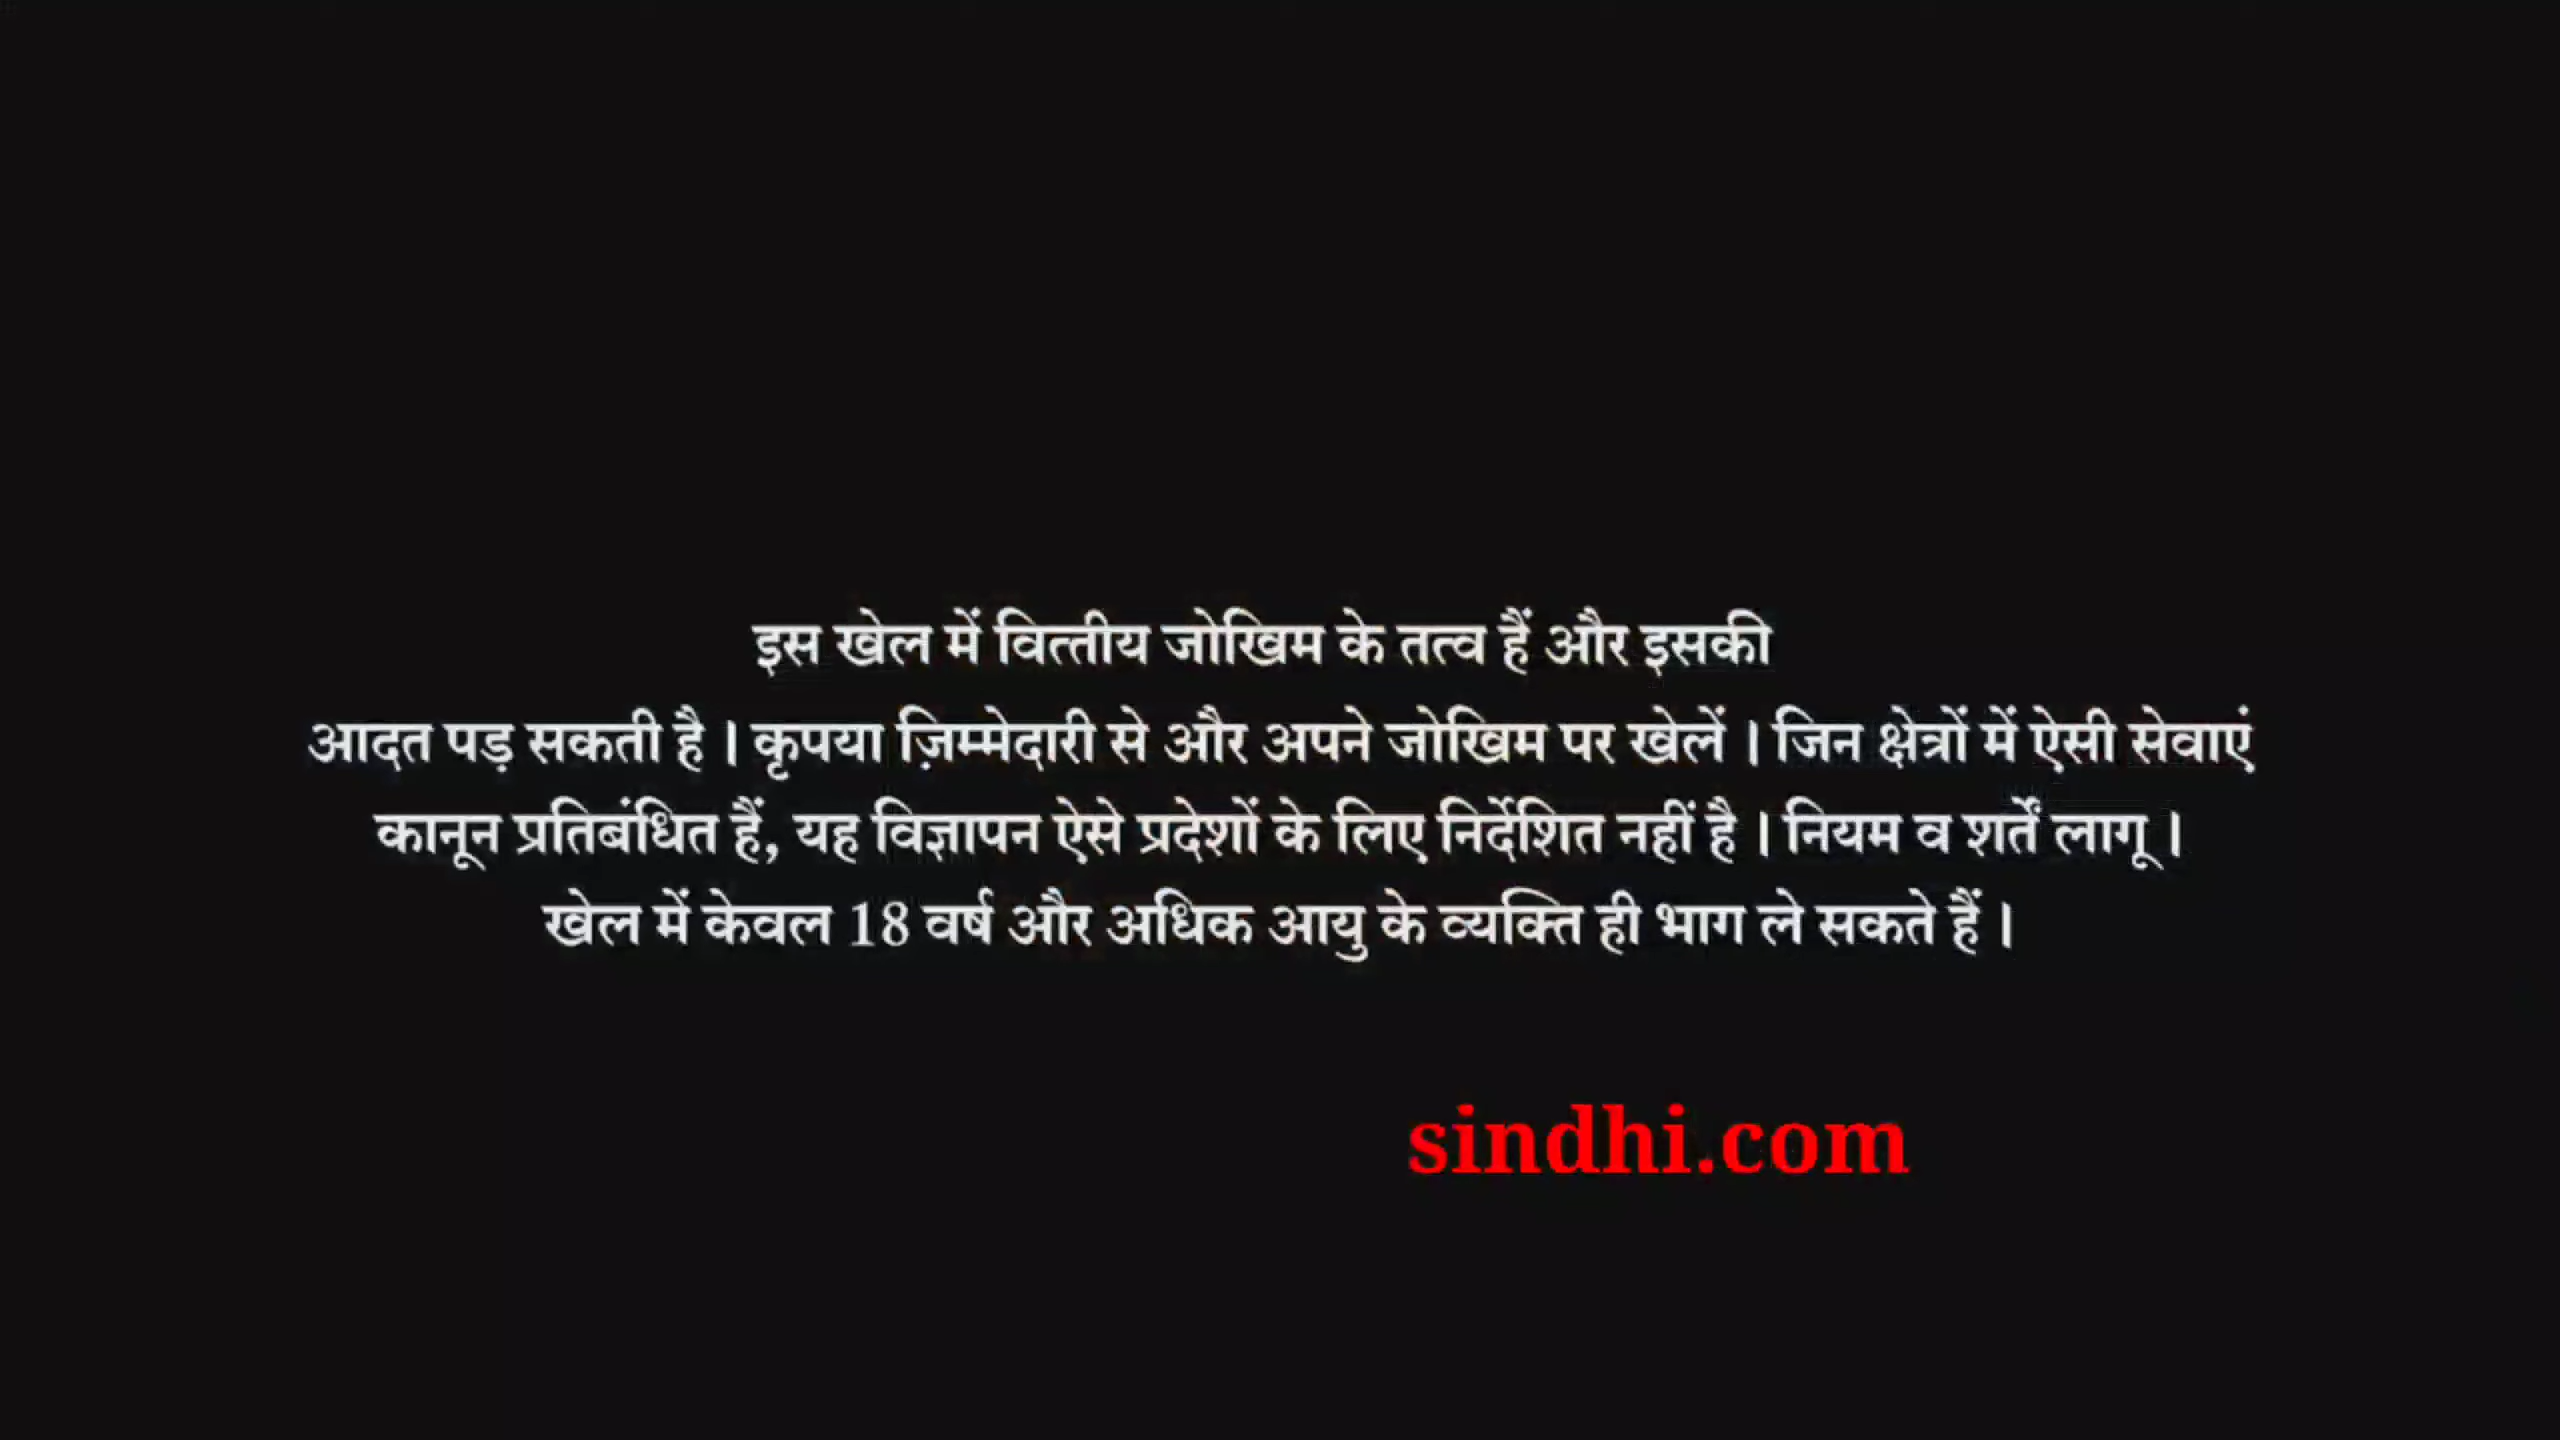 इस खेल में वित्तीय जोखिम के तत्व हैं और इसकी
आदत पड़ सकती है । कृपया ज़िम्मेदारी से और अपने जोखिम पर खेलें । जिन क्षेत्रों में ऐसी सेवाएं
कानून प्रतिबंधित हैं, यह विज्ञापन ऐसे प्रदेशों के लिए निर्देशित नहीं है । नियम व शर्तें लागू ।
खेल में केवल 18 वर्ष और अधिक आयु के व्यक्ति ही भाग ले सकते हैं ।
sindhi.com